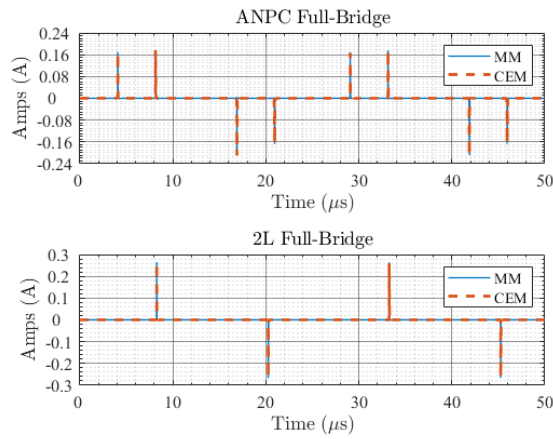 ANPC Full-Bridge
0.24
0.16
0.08
0
-0.08
-0.16
-0.24
Amps (A)
MM
CEM
0 10 20 30 40 50
Time (μs)
2L Full-Bridge
0.3
0.2
0.1
0
-0.1
-0.2
-0.3
Amps (A)
MM
CEM
0 10 20 30 40 50
Time (μs)